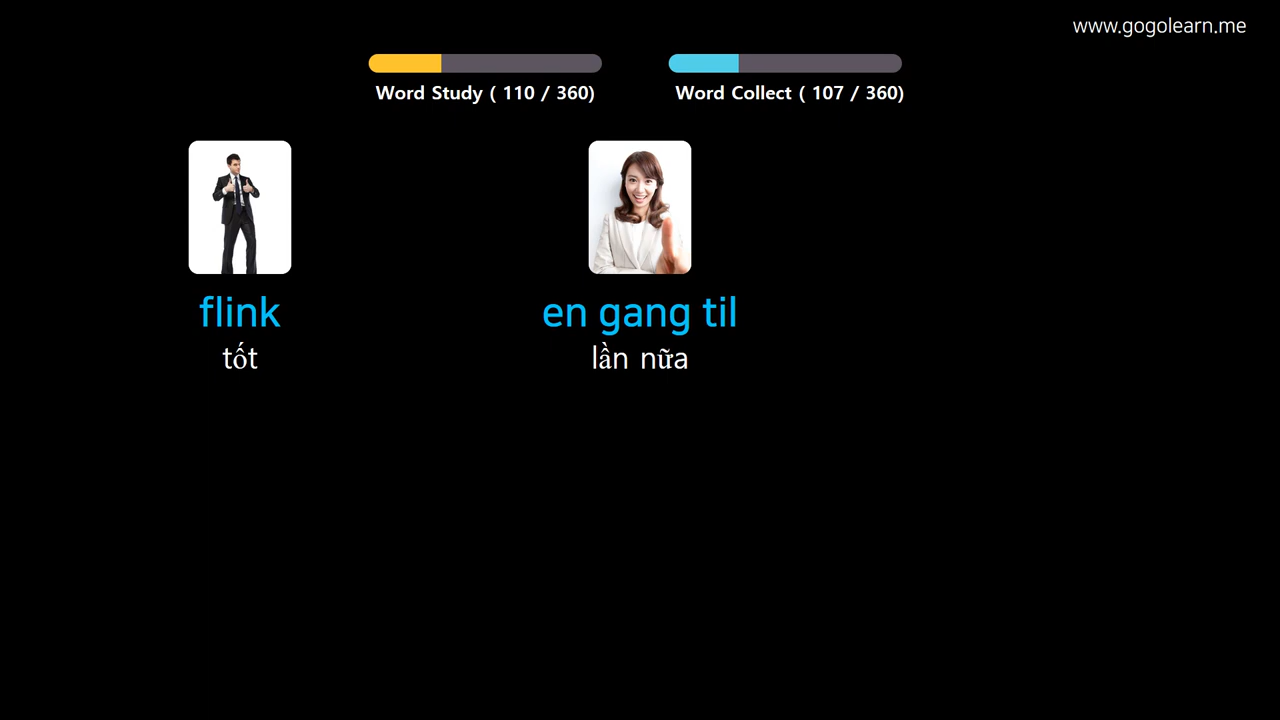 www.gogolearn.me
Word Study ( 110 / 360)
Word Collect ( 107 / 360)
flink
tốt
en gang til
lần nữa